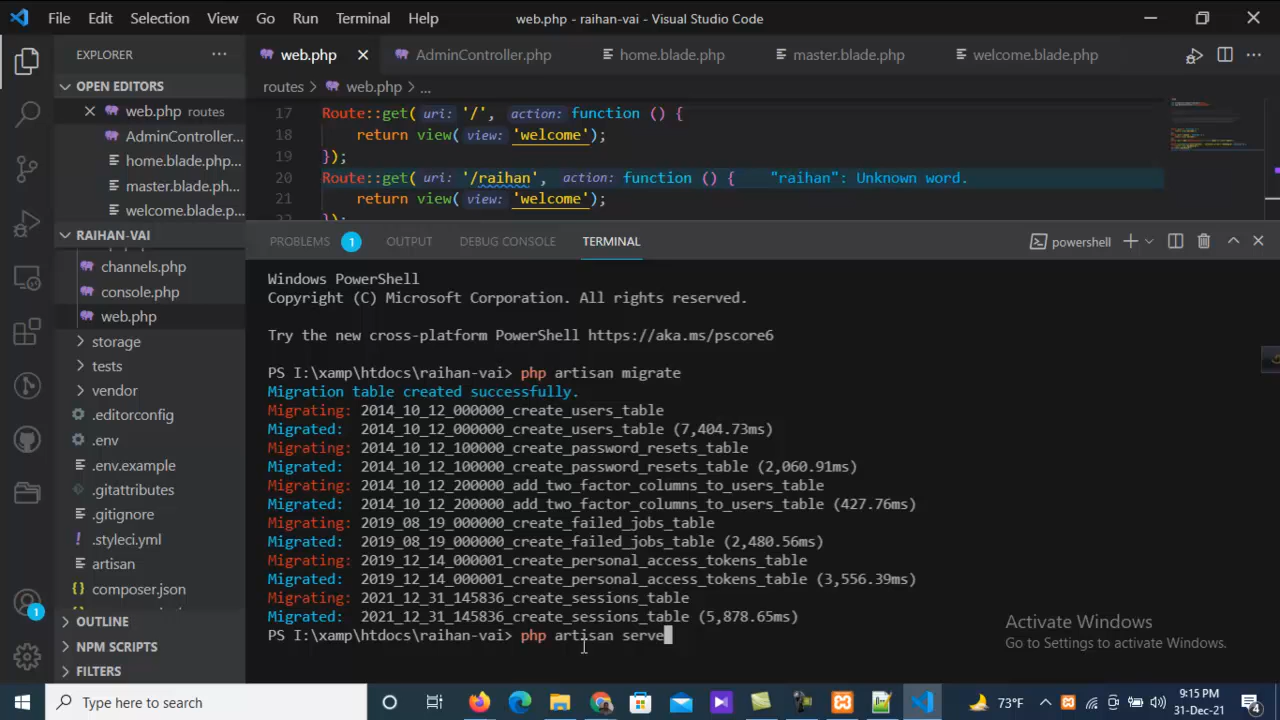 File Edit Selection View Go Run Terminal Help web.php - raihan-vai - Visual Studio Code
EXPLORER
web.php AdminController.php home.blade.php master.blade.php welcome.blade.php
OPEN EDITORS
web.php routes
AdminController...
home.blade.php...
master.blade.php...
welcome.blade.p...
RAIHAN-VAI
channels.php
console.php
web.php
storage
tests
vendor
.editorconfig
.env
.env.example
.gitattributes
.gitignore
.styleci.yml
artisan
composer.json
OUTLINE
NPM SCRIPTS
FILTERS
1
routes > web.php > ...
17 Route::get( uri: '/', action: function () {
18 return view( view: 'welcome');
19 });
20 Route::get( uri: '/raihan', action: function () { "raihan": Unknown word.
21 return view( view: 'welcome');
22 });
PROBLEMS 1 OUTPUT DEBUG CONSOLE TERMINAL powershell
Windows PowerShell
Copyright (C) Microsoft Corporation. All rights reserved.
Try the new cross-platform PowerShell https://aka.ms/pscore6
PS I:\xamp\htdocs\raihan-vai> php artisan migrate
Migration table created successfully.
Migrating: 2014_10_12_000000_create_users_table
Migrated: 2014_10_12_000000_create_users_table (7,404.73ms)
Migrating: 2014_10_12_100000_create_password_resets_table
Migrated: 2014_10_12_100000_create_password_resets_table (2,060.91ms)
Migrating: 2014_10_12_200000_add_two_factor_columns_to_users_table
Migrated: 2014_10_12_200000_add_two_factor_columns_to_users_table (427.76ms)
Migrating: 2019_08_19_000000_create_failed_jobs_table
Migrated: 2019_08_19_000000_create_failed_jobs_table (2,480.56ms)
Migrating: 2019_12_14_000001_create_personal_access_tokens_table
Migrated: 2019_12_14_000001_create_personal_access_tokens_table (3,556.39ms)
Migrating: 2021_12_31_145836_create_sessions_table
Migrated: 2021_12_31_145836_create_sessions_table (5,878.65ms)
PS I:\xamp\htdocs\raihan-vai> php artisan serve
Activate Windows
Go to Settings to activate Windows.
Type here to search
73°F
9:15 PM
31-Dec-21
4